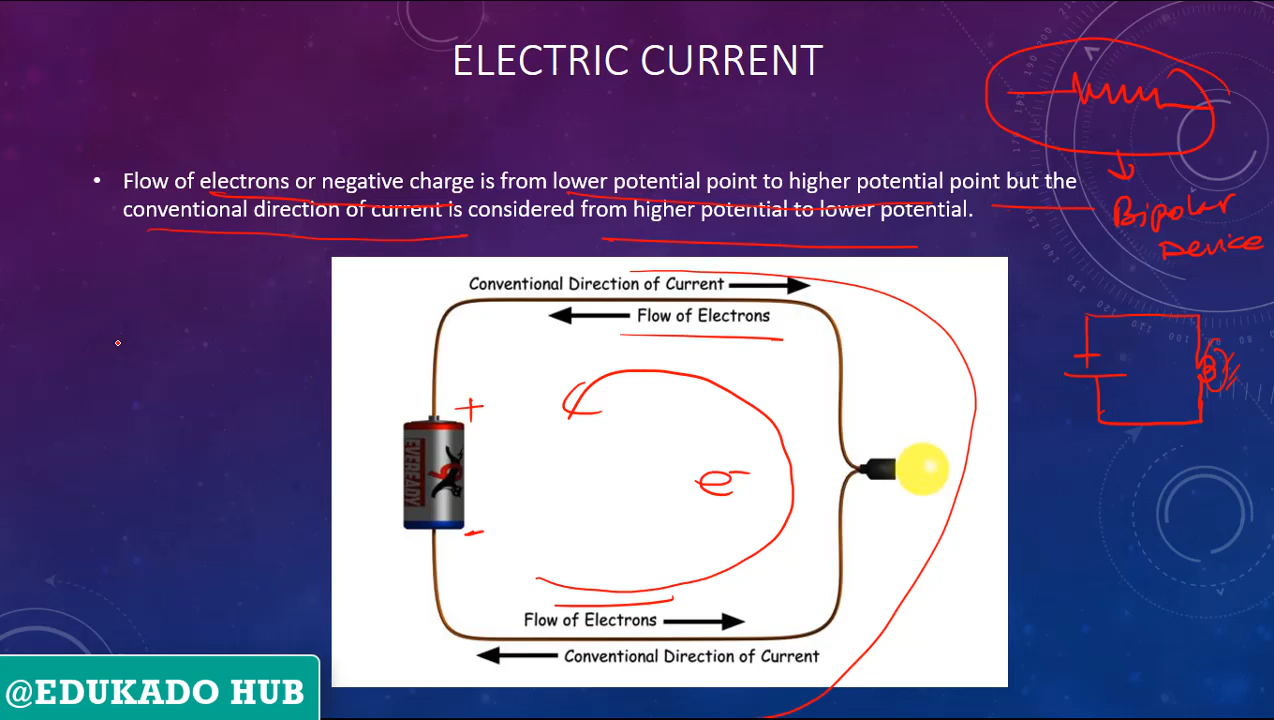 ELECTRIC CURRENT
• Flow of electrons or negative charge is from lower potential point to higher potential point but the
conventional direction of current is considered from higher potential to lower potential.
Bipolar
Device
Conventional Direction of Current
Flow of Electrons
+
EVEREADY
e-
-
Flow of Electrons
Conventional Direction of Current
@EDUKADO HUB